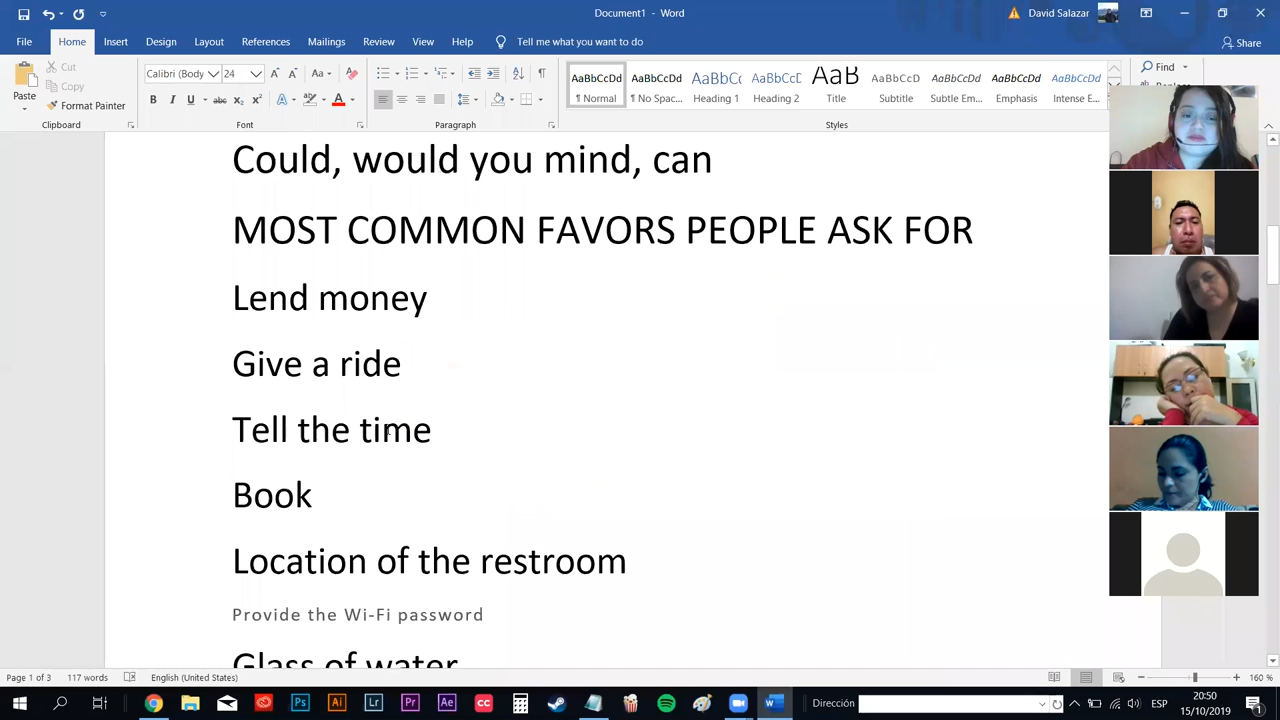 Document1 - Word
David Salazar
File Home Insert Design Layout References Mailings Review View Help Tell me what you want to do
Share
Paste
Cut
Copy
Format Painter
Clipboard
Calibri (Body 24
Font
Paragraph
AaBbCcDd
¶ Normal
AaBbCcDd
¶ No Spac...
AaBbCc
Heading 1
AaBbCcD
Heading 2
AaB
Title
AaBbCcD
Subtitle
AaBbCcDd
Subtle Em...
AaBbCcDd
Emphasis
AaBbCcDd
Intense E...
Styles
Find
Could, would you mind, can
MOST COMMON FAVORS PEOPLE ASK FOR
Lend money
Give a ride
Tell the time
Book
Location of the restroom
Provide the Wi-Fi password
Glass of water
Page 1 of 3 117 words English (United States)
160 %
Dirección
ESP
20:50
15/10/2019